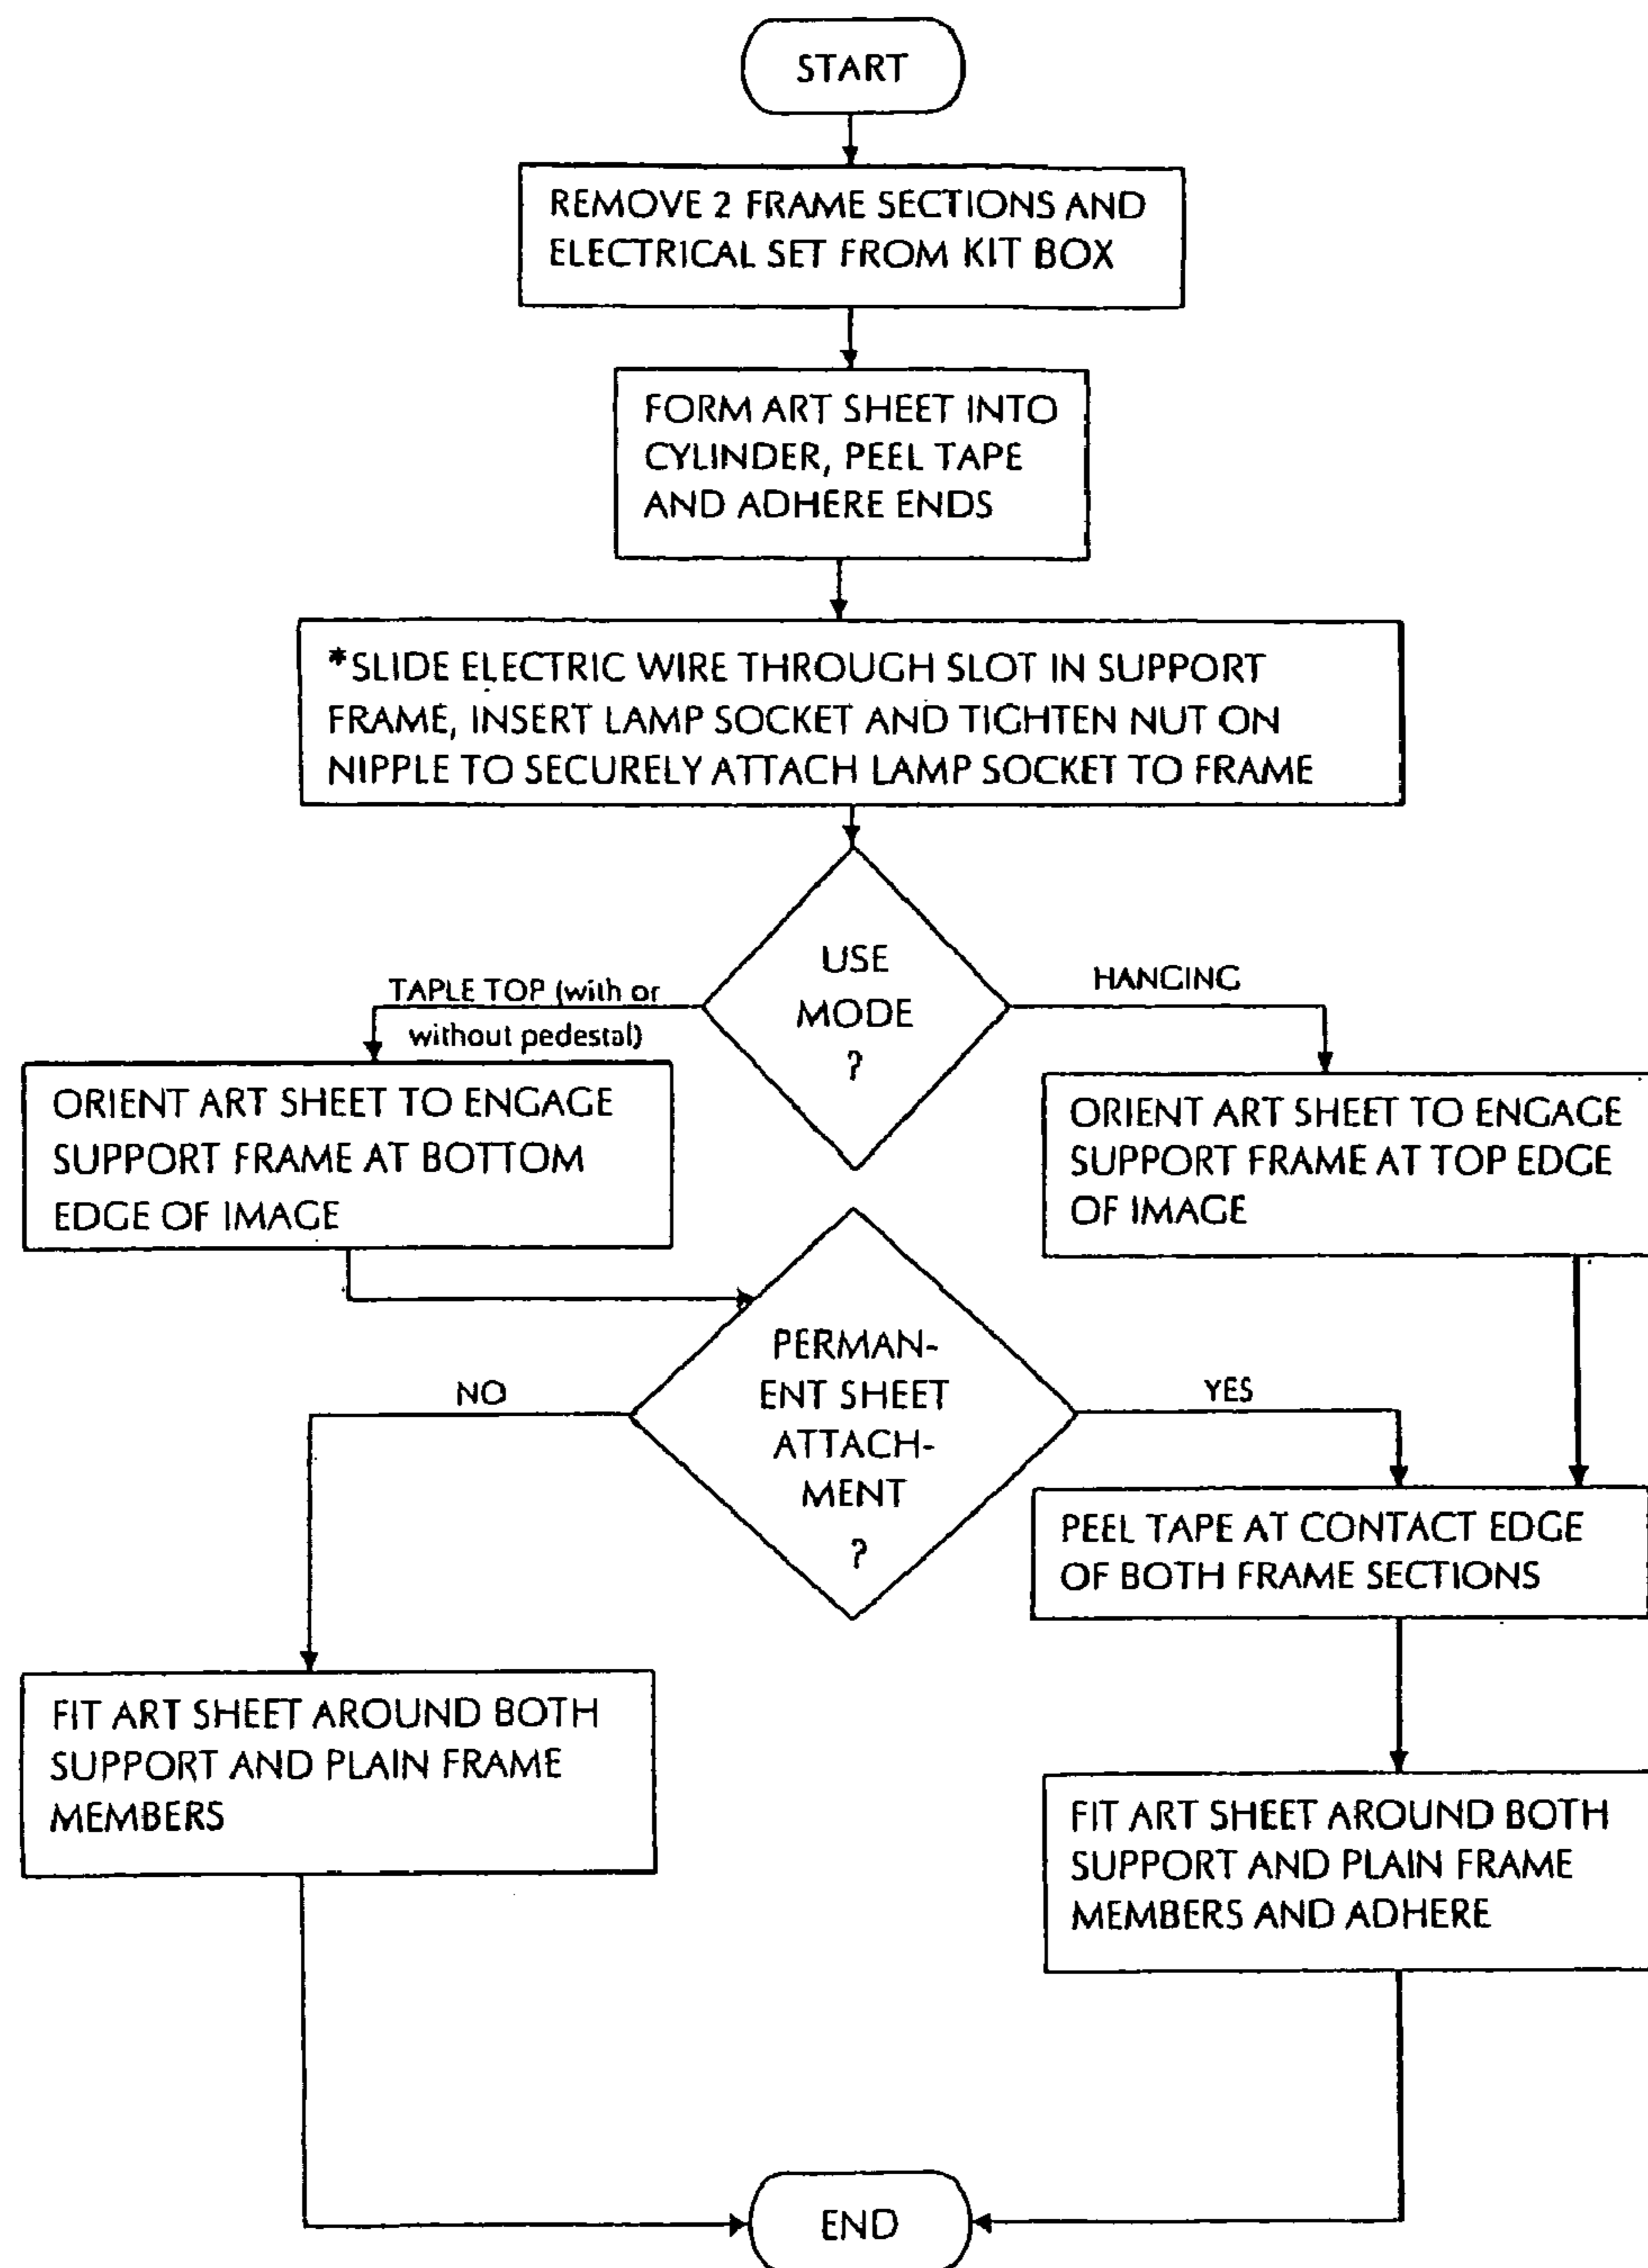 START
REMOVE 2 FRAME SECTIONS AND
ELECTRICAL SET FROM KIT BOX
FORM ART SHEET INTO
CYLINDER, PEEL TAPE
AND ADHERE ENDS
*SLIDE ELECTRIC WIRE THROUGH SLOT IN SUPPORT
FRAME, INSERT LAMP SOCKET AND TIGHTEN NUT ON
NIPPLE TO SECURELY ATTACH LAMP SOCKET TO FRAME
USE
MODE
?
TAPLE TOP (with or
without pedestal)
HANGING
ORIENT ART SHEET TO ENGAGE
SUPPORT FRAME AT BOTTOM
EDGE OF IMAGE
ORIENT ART SHEET TO ENGAGE
SUPPORT FRAME AT TOP EDGE
OF IMAGE
PERMAN-
ENT SHEET
ATTACH-
MENT
?
NO
YES
PEEL TAPE AT CONTACT EDGE
OF BOTH FRAME SECTIONS
FIT ART SHEET AROUND BOTH
SUPPORT AND PLAIN FRAME
MEMBERS
FIT ART SHEET AROUND BOTH
SUPPORT AND PLAIN FRAME
MEMBERS AND ADHERE
END